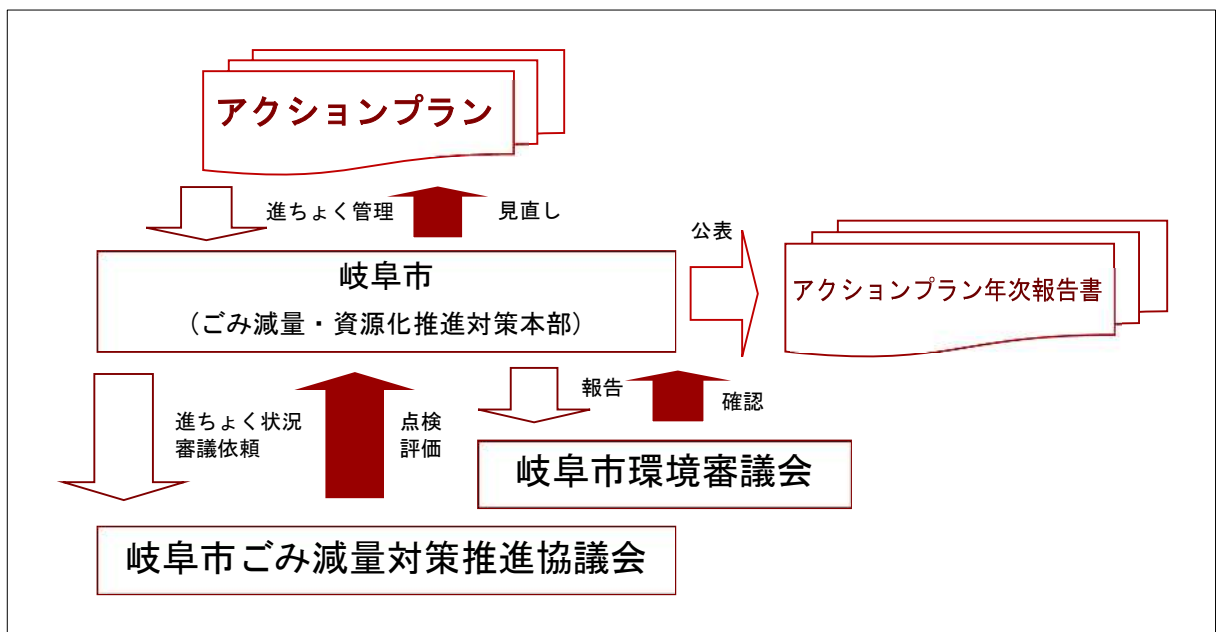 アクションプラン
進ちょく管理
見直し
公表
岐阜市
（ごみ減量・資源化推進対策本部）
アクションプラン年次報告書
報告
確認
進ちょく状況
審議依頼
点検
評価
岐阜市環境審議会
岐阜市ごみ減量対策推進協議会